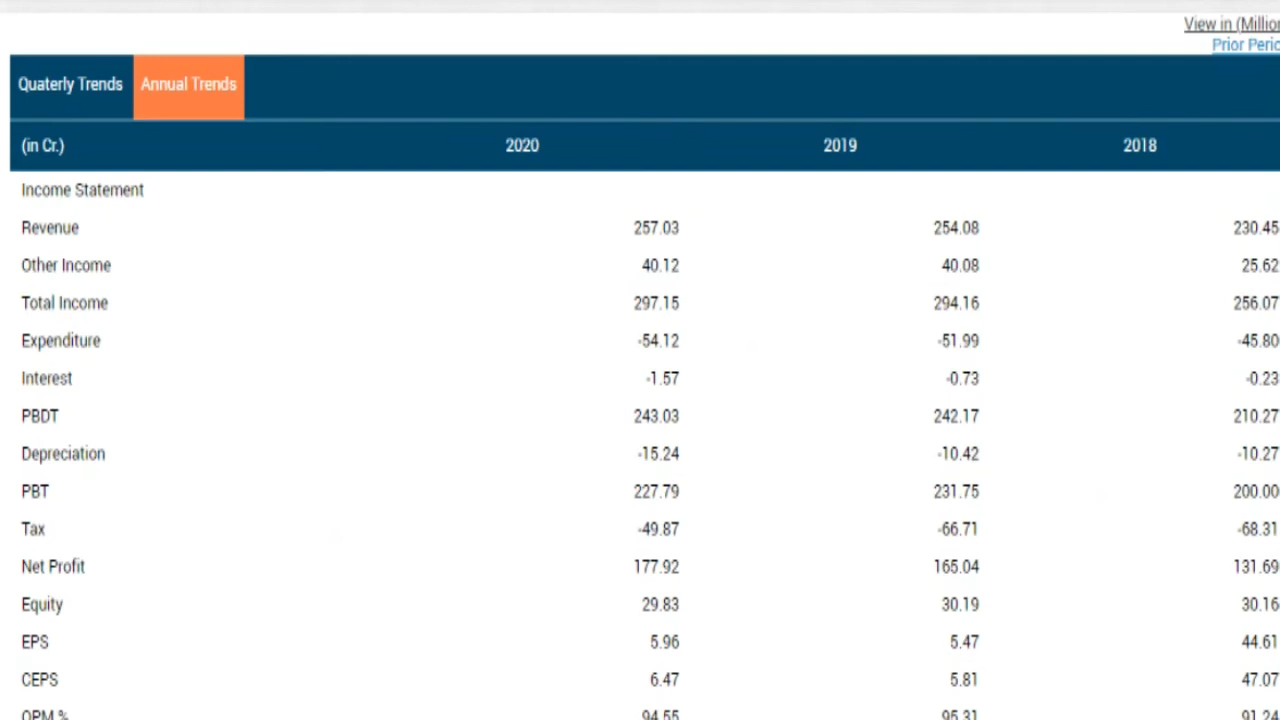 View in (Millio
Prior Peric
Quaterly Trends Annual Trends
(in Cr.) 2020 2019 2018
Income Statement
Revenue 257.03 254.08 230.45
Other Income 40.12 40.08 25.62
Total Income 297.15 294.16 256.07
Expenditure -54.12 -51.99 -45.80
Interest -1.57 -0.73 -0.23
PBDT 243.03 242.17 210.27
Depreciation -15.24 -10.42 -10.27
PBT 227.79 231.75 200.00
Tax -49.87 -66.71 -68.31
Net Profit 177.92 165.04 131.69
Equity 29.83 30.19 30.16
EPS 5.96 5.47 44.61
CEPS 6.47 5.81 47.07
OPM % 94.55 95.31 91.24